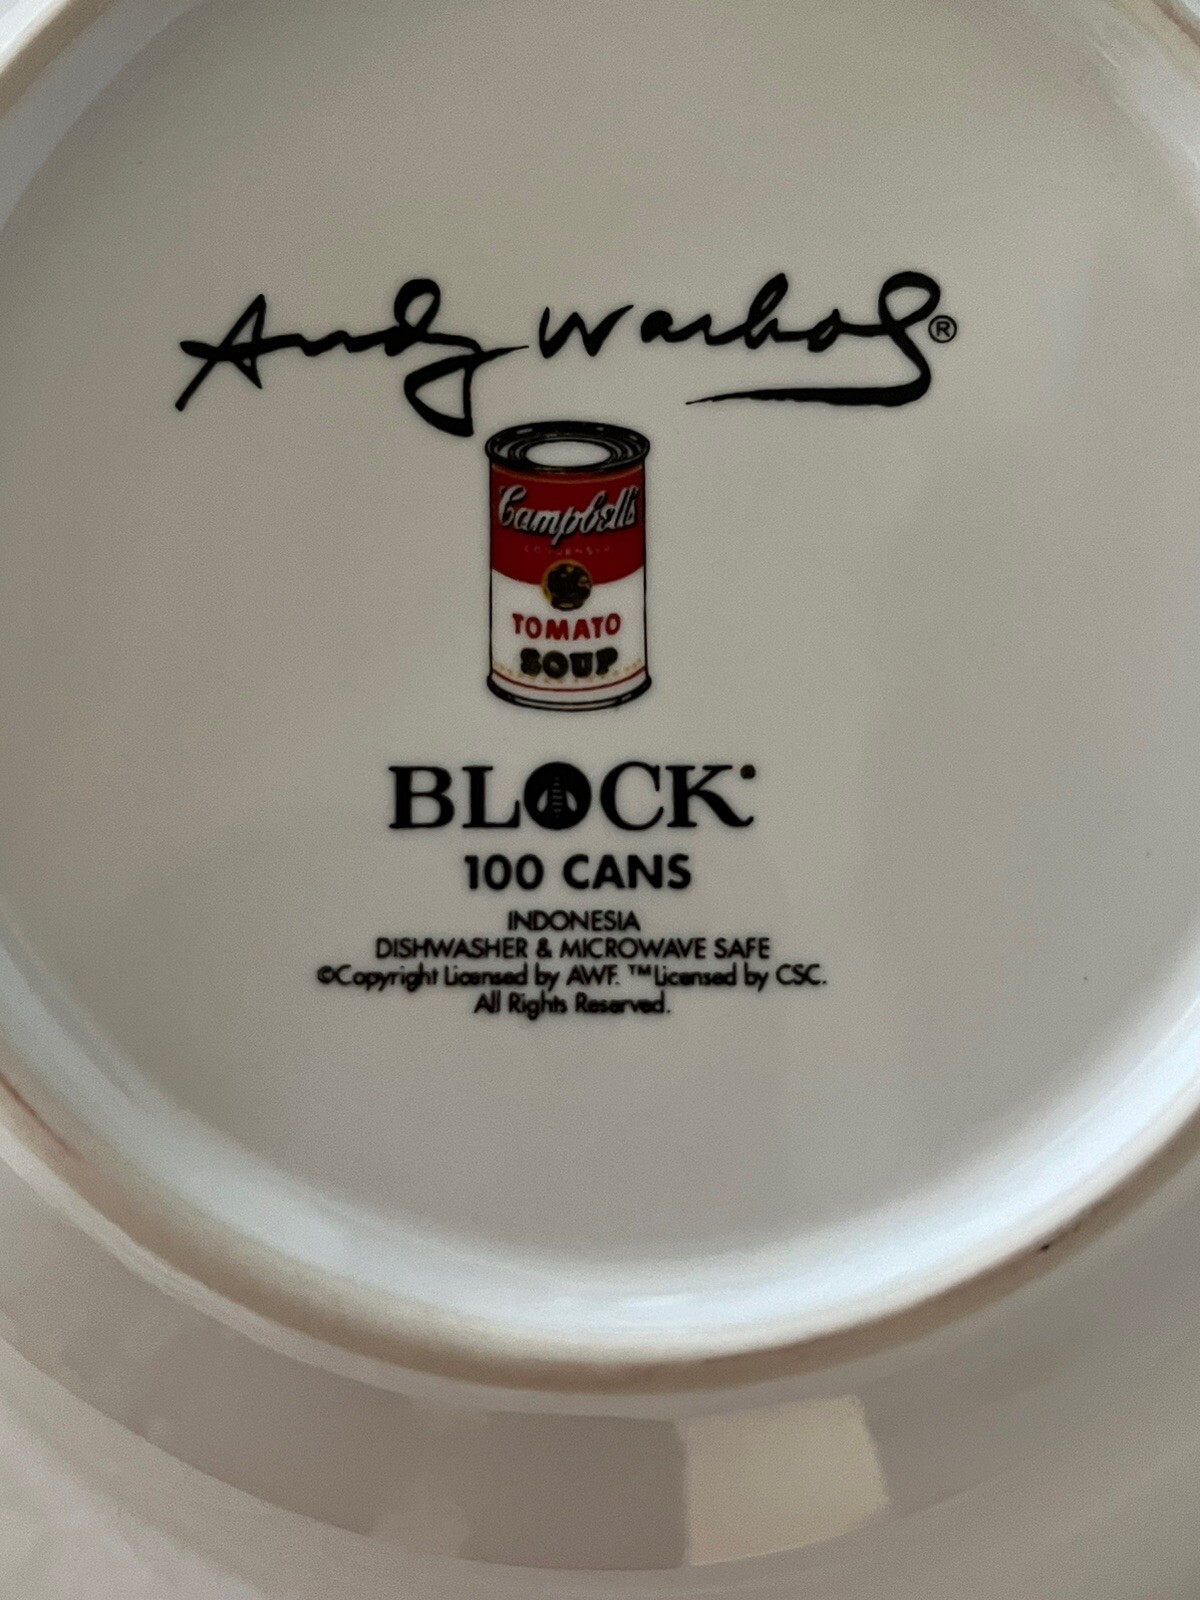 Andy Warhol®
Campbell's
CONDENSED
TOMATO
SOUP
BLOCK®
100 CANS
INDONESIA
DISHWASHER & MICROWAVE SAFE
©Copyright Licensed by AWF. ™Licensed by CSC.
All Rights Reserved.